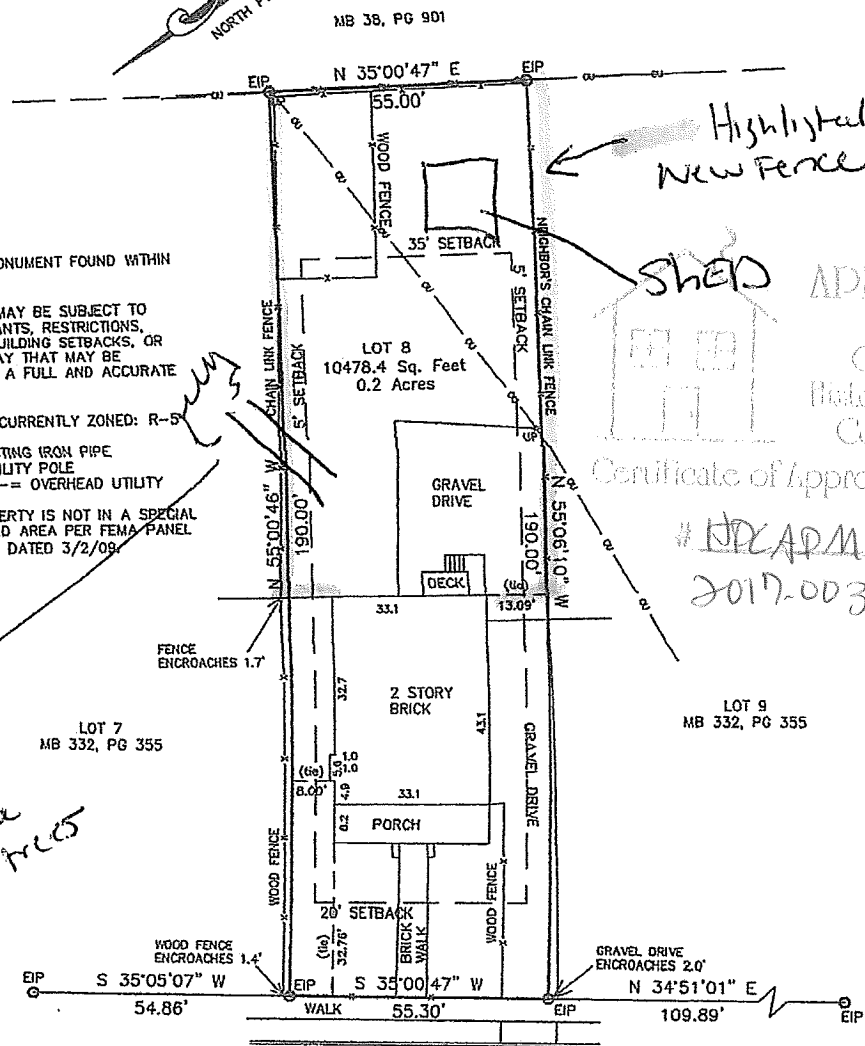 NORTH
MB 38, PG 901
N 35°00'47" E
EIP
EIP
55.00'
Highlighted
New Fence
WOOD FENCE
35' SETBACK
SHED
ONUMENT FOUND WITHIN
MAY BE SUBJECT TO
ANTS, RESTRICTIONS,
BUILDING SETBACKS, OR
AY THAT MAY BE
A FULL AND ACCURATE
CURRENTLY ZONED: R-5
TING IRON PIPE
ILITY POLE
-= OVERHEAD UTILITY
ERTY IS NOT IN A SPECIAL
D AREA PER FEMA PANEL
DATED 3/2/09.
CHAIN LINK FENCE
5' SETBACK
5' SETBACK
NEIGHBOR'S CHAIN LINK FENCE
LOT 8
10478.4 Sq. Feet
0.2 Acres
UP
GRAVEL
DRIVE
N 55°00'46" W
190.00'
190.00'
N 55°06'10" W
Certificate of Appro
# HDCADM
2017-003
DECK
(tie)
33.1
13.09'
FENCE
ENCROACHES 1.7'
32.7
2 STORY
BRICK
43.1
LOT 7
MB 332, PG 355
LOT 9
MB 332, PG 355
GRAVEL DRIVE
(tie)
8.00'
5.0
1.0
1.0
4.9
33.1
8.2
PORCH
trees
WOOD FENCE
20' SETBACK
(tie)
32.76'
BRICK
WALK
WOOD FENCE
WOOD FENCE
ENCROACHES 1.4'
GRAVEL DRIVE
ENCROACHES 2.0'
EIP
S 35°05'07" W
54.86'
EIP
S 35°00'47" W
WALK
55.30'
EIP
N 34°51'01" E
109.89'
EIP